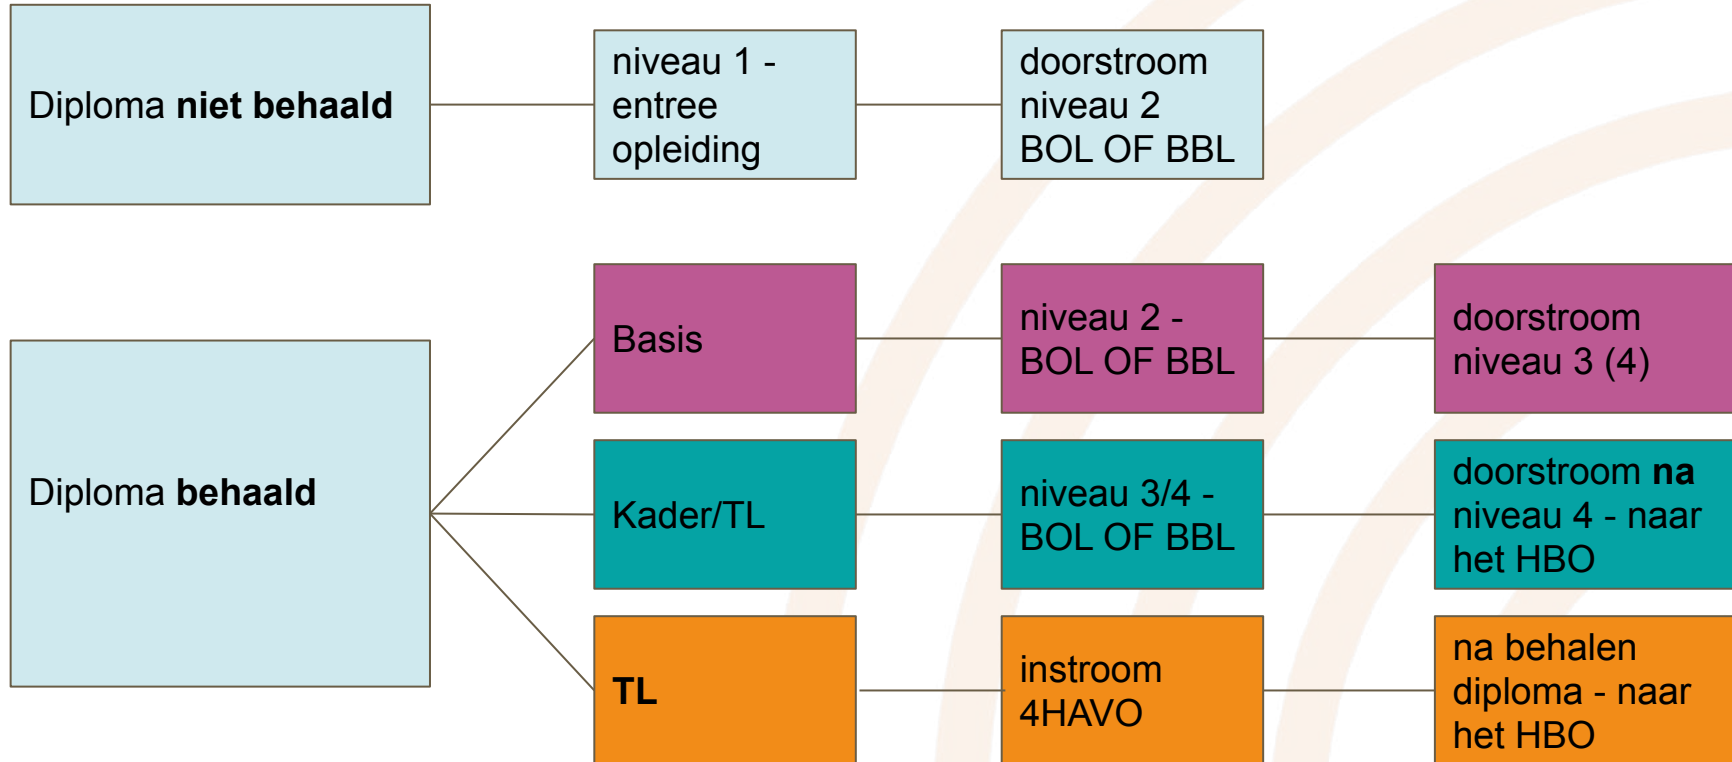 Diploma niet behaald
niveau 1 -
entree
opleiding
doorstroom
niveau 2
BOL OF BBL
Diploma behaald
Basis
niveau 2 -
BOL OF BBL
doorstroom
niveau 3 (4)
Kader/TL
niveau 3/4 -
BOL OF BBL
doorstroom na
niveau 4 - naar
het HBO
TL
instroom
4HAVO
na behalen
diploma - naar
het HBO